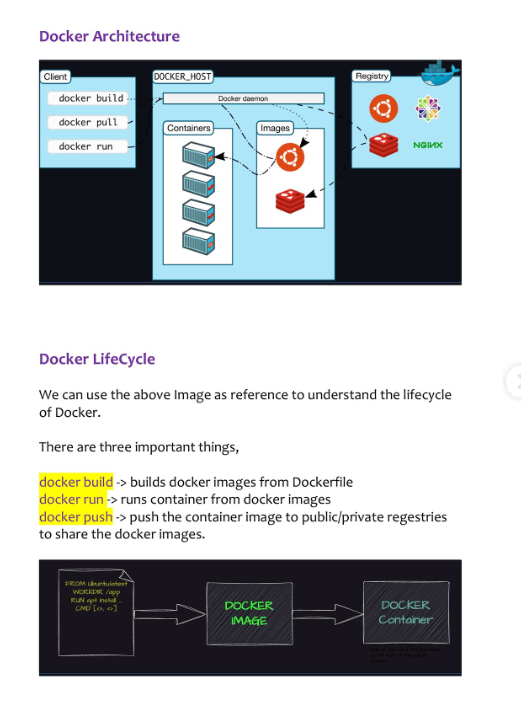 Docker Architecture
Client
DOCKER_HOST
Registry
docker build
Docker daemon
docker pull
Containers
Images
docker run
NGINX
Docker LifeCycle
We can use the above Image as reference to understand the lifecycle
of Docker.
There are three important things,
docker build -> builds docker images from Dockerfile
docker run -> runs container from docker images
docker push -> push the container image to public/private regestries
to share the docker images.
FROM ubuntu:latest
WORKDIR /app
RUN apt install ...
CMD [<>, <>]
DOCKER
IMAGE
DOCKER
Container